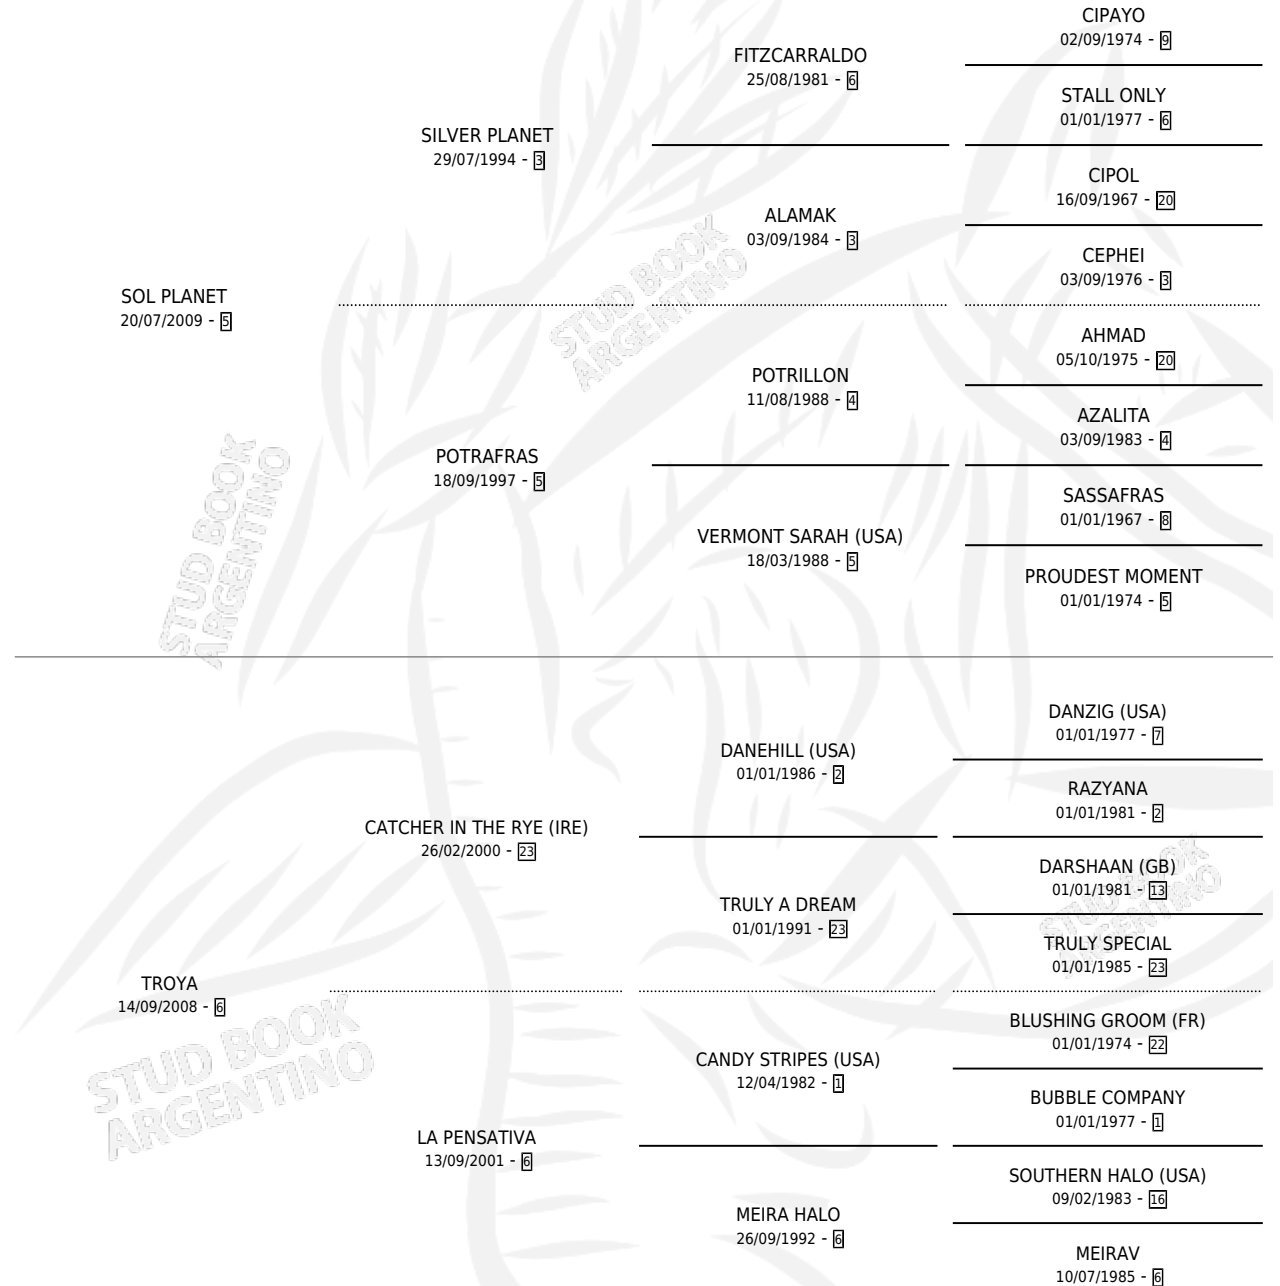 CIPAYO
02/09/1974 - 9
FITZCARRALDO
25/08/1981 - 6
STALL ONLY
01/01/1977 - 6
SILVER PLANET
29/07/1994 - 3
CIPOL
16/09/1967 - 20
ALAMAK
03/09/1984 - 3
CEPHEI
03/09/1976 - 3
SOL PLANET
20/07/2009 - 5
AHMAD
05/10/1975 - 20
POTRILLON
11/08/1988 - 4
AZALITA
03/09/1983 - 4
POTRAFRAS
18/09/1997 - 5
SASSAFRAS
01/01/1967 - 8
VERMONT SARAH (USA)
18/03/1988 - 5
PROUDEST MOMENT
01/01/1974 - 5
DANZIG (USA)
01/01/1977 - 7
DANEHILL (USA)
01/01/1986 - 2
RAZYANA
01/01/1981 - 2
CATCHER IN THE RYE (IRE)
26/02/2000 - 23
DARSHAAN (GB)
01/01/1981 - 13
TRULY A DREAM
01/01/1991 - 23
TRULY SPECIAL
01/01/1985 - 23
TROYA
14/09/2008 - 6
BLUSHING GROOM (FR)
01/01/1974 - 22
CANDY STRIPES (USA)
12/04/1982 - 1
BUBBLE COMPANY
01/01/1977 - 1
LA PENSATIVA
13/09/2001 - 6
SOUTHERN HALO (USA)
09/02/1983 - 16
MEIRA HALO
26/09/1992 - 6
MEIRAV
10/07/1985 - 6
STUD BOOK
ARGENTINO
STUD BOOK
ARGENTINO
STUD BOOK
ARGENTINO
STUD BOOK
ARGENTINO